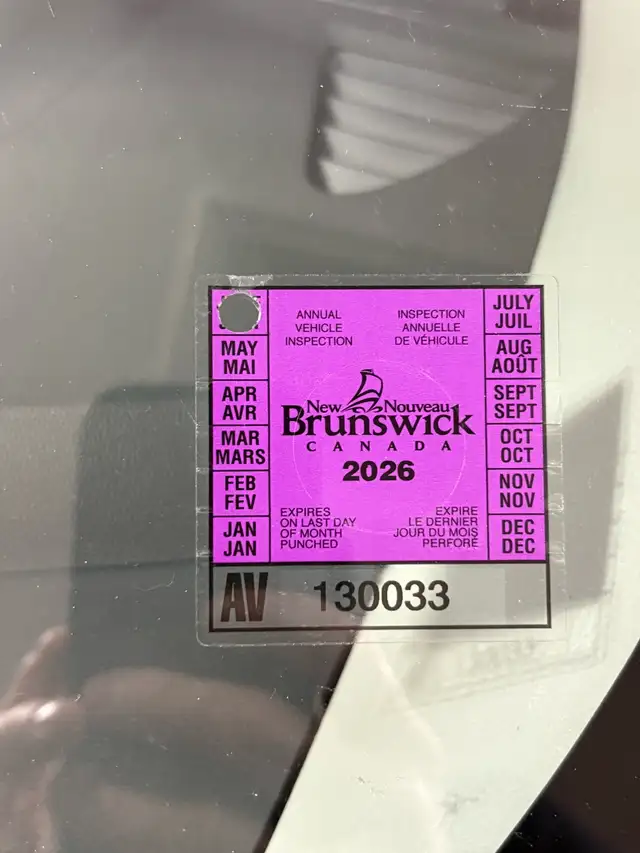 ANNUAL
VEHICLE
INSPECTION
INSPECTION
ANNUELLE
DE VÉHICULE
MAY
MAI
APR
AVR
MAR
MARS
FEB
FEV
JAN
JAN
JULY
JUIL
AUG
AOÛT
SEPT
SEPT
OCT
OCT
NOV
NOV
DEC
DEC
New Nouveau
Brunswick
CANADA
2026
EXPIRES
ON LAST DAY
OF MONTH
PUNCHED
EXPIRE
LE DERNIER
JOUR DU MOIS
PERFORÉ
AV 130033